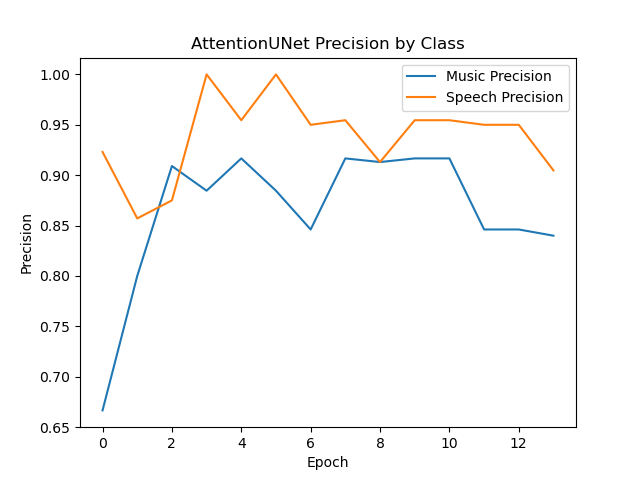 AttentionUNet Precision by Class
Music Precision
Speech Precision
1.00
0.95
0.90
0.85
0.80
0.75
0.70
0.65
Precision
0 2 4 6 8 10 12
Epoch